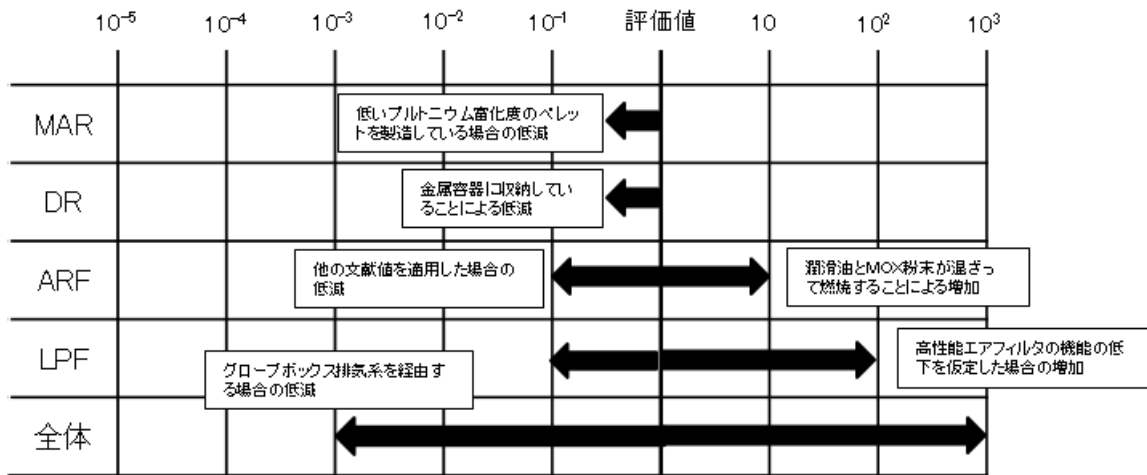 10⁻⁵ 10⁻⁴ 10⁻³ 10⁻² 10⁻¹ 評価値 10 10² 10³
MAR
低いプルトニウム富化度のペレッ
トを製造している場合の低減
DR
金属容器に収納してい
ることによる低減
ARF
他の文献値を適用した場合の
低減
潤滑油とMOX粉末が混ざっ
て燃焼することによる増加
LPF
グローブボックス排気系を経由す
る場合の低減
高性能エアフィルタの機能の低
下を仮定した場合の増加
全体